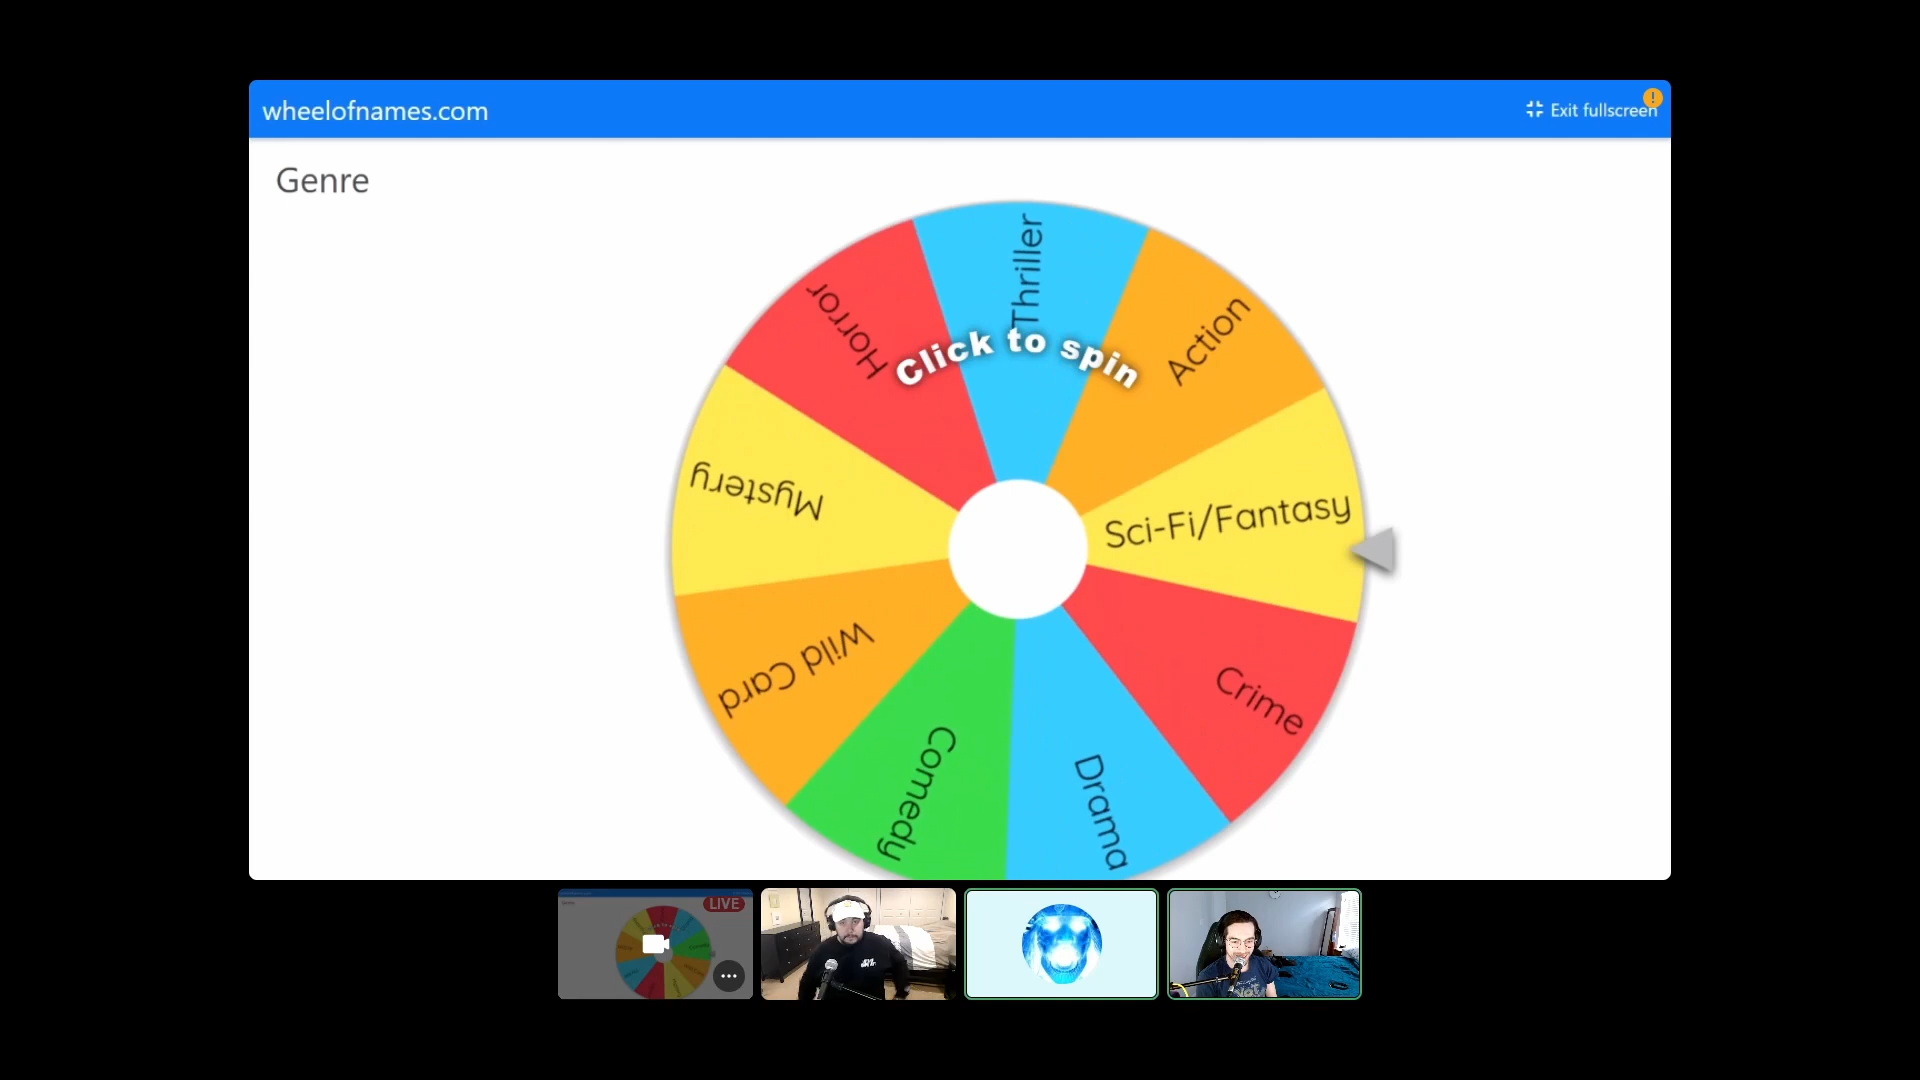 wheelofnames.com
Exit fullscreen
!
Genre
Thriller
Horror
Action
Click to spin
Sci-Fi/Fantasy
Mystery
Wild Card
Crime
Comedy
Drama
LIVE